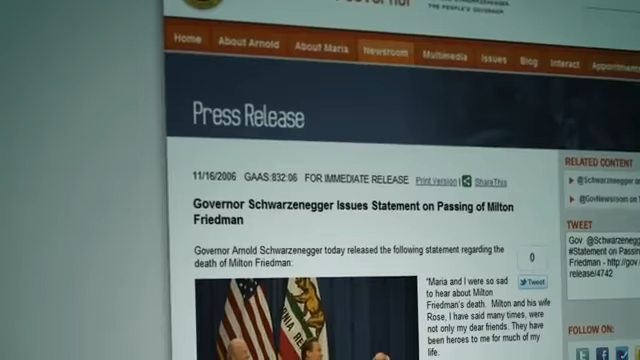 THE PEOPLE'S GOVERNOR
Home About Arnold About Maria Newsroom Multimedia Issues Blog Interact Appointments
Press Release
11/16/2006 GAAS:832:06 FOR IMMEDIATE RELEASE Print Version | ShareThis
Governor Schwarzenegger Issues Statement on Passing of Milton
Friedman
Governor Arnold Schwarzenegger today released the following statement regarding the
death of Milton Friedman:
"Maria and I were so sad
to hear about Milton
Friedman's death. Milton and his wife
Rose, I have said many times, were
not only my dear friends. They have
been heroes to me for much of my
life.
0
Tweet
RELATED CONTENT
@Schwarzenegger on
@GovNewsroom on
TWEET
Gov. @Schwarzenegg
#Statement on Passin
Friedman - http://gov.
release/4742
FOLLOW ON: